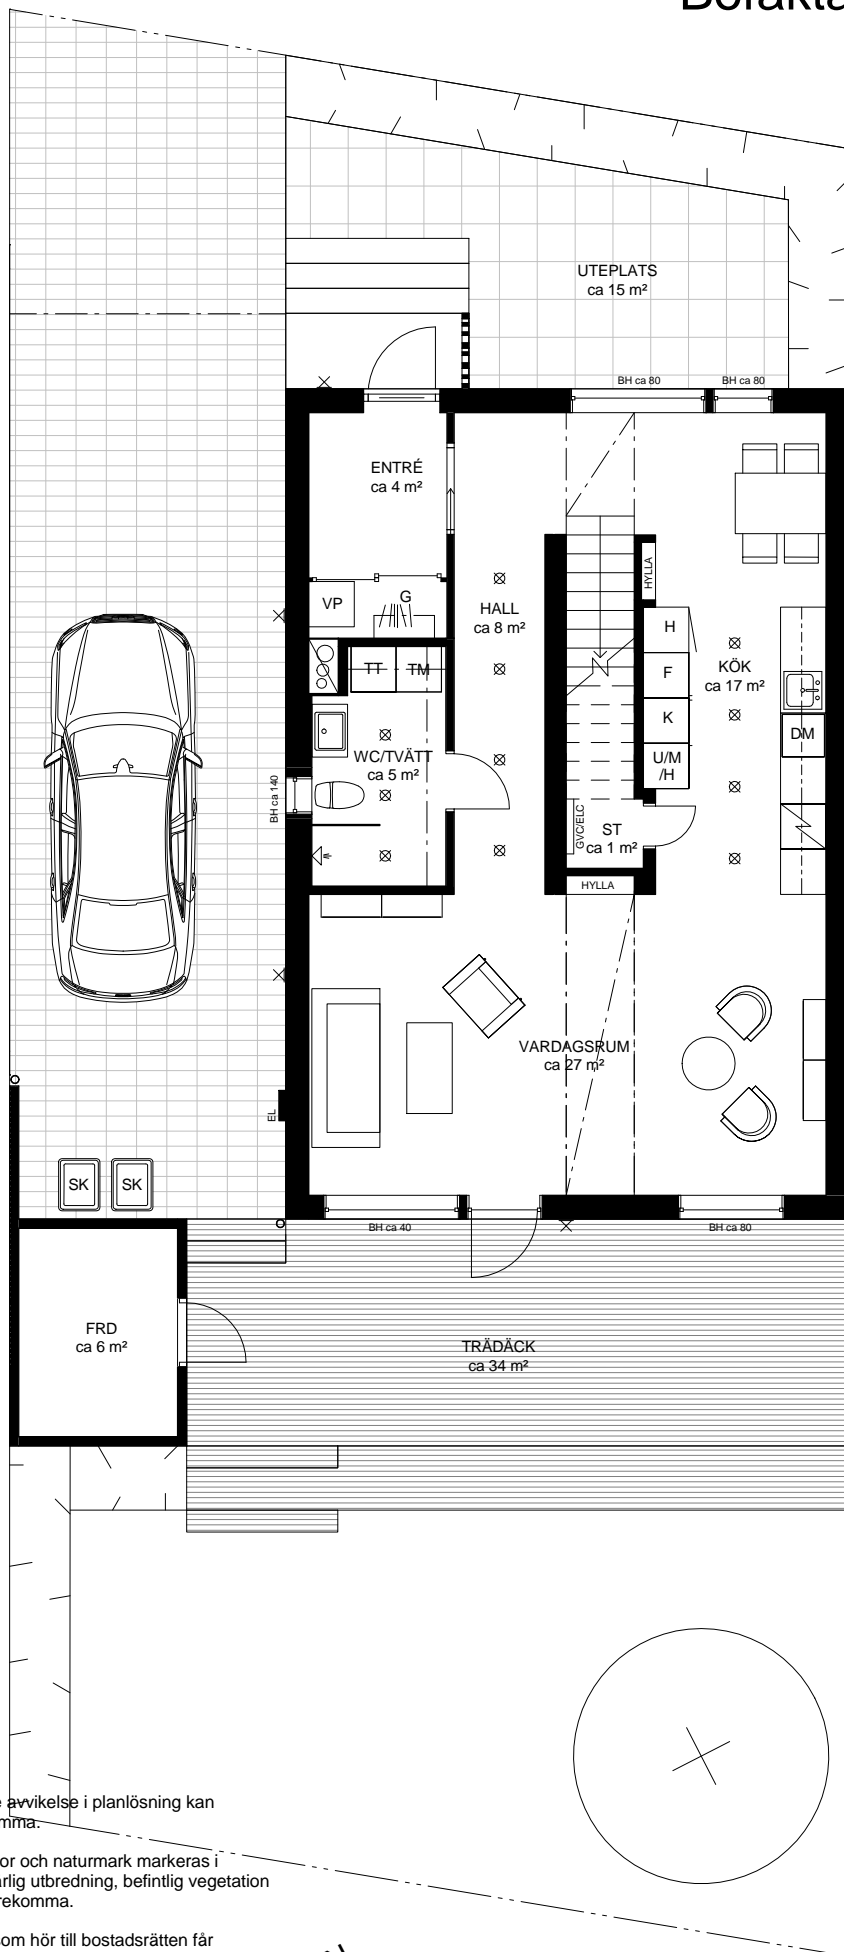 Bofakta
UTEPLATS
ca 15 m²
BH ca 80
BH ca 80
ENTRÉ
ca 4 m²
HYLLA
VP
G
HALL
ca 8 m²
H
F
K
U/M
/H
KÖK
ca 17 m²
TT
TM
DM
WC/TVÄTT
ca 5 m²
BH ca 140
GVC/ELC
ST
ca 1 m²
HYLLA
VARDAGSRUM
ca 27 m²
EL
SK
SK
BH ca 40
BH ca 80
FRD
ca 6 m²
TRÄDÄCK
ca 34 m²
avvikelse i planlösning kan
mma.
or och naturmark markeras i
arlig utbredning, befintlig vegetation
rekomma.
som hör till bostadsrätten får